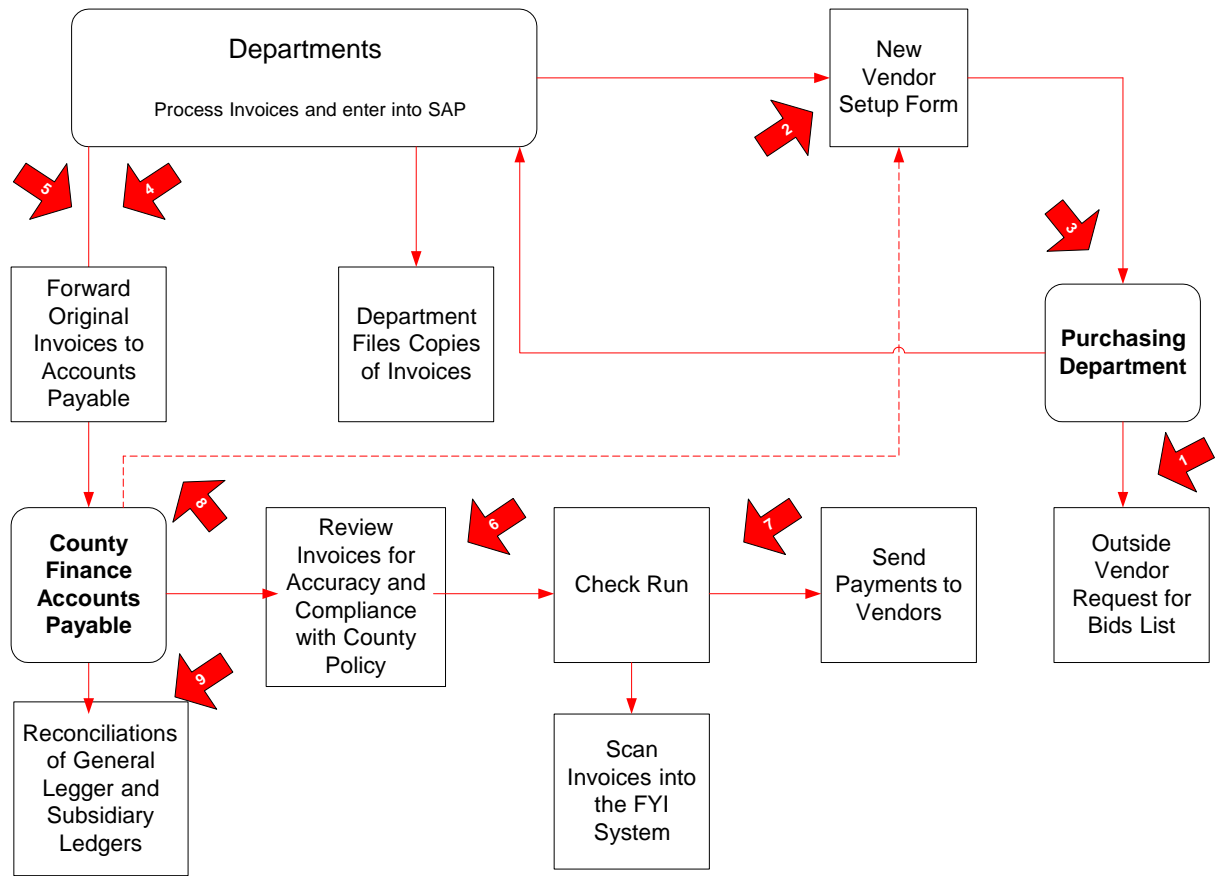 Departments
Process Invoices and enter into SAP
New
Vendor
Setup Form
2
5
4
3
Forward
Original
Invoices to
Accounts
Payable
Department
Files Copies
of Invoices
Purchasing
Department
1
8
6
7
County
Finance
Accounts
Payable
Review
Invoices for
Accuracy and
Compliance
with County
Policy
Check Run
Send
Payments to
Vendors
Outside
Vendor
Request for
Bids List
9
Reconciliations
of General
Legger and
Subsidiary
Ledgers
Scan
Invoices into
the FYI
System